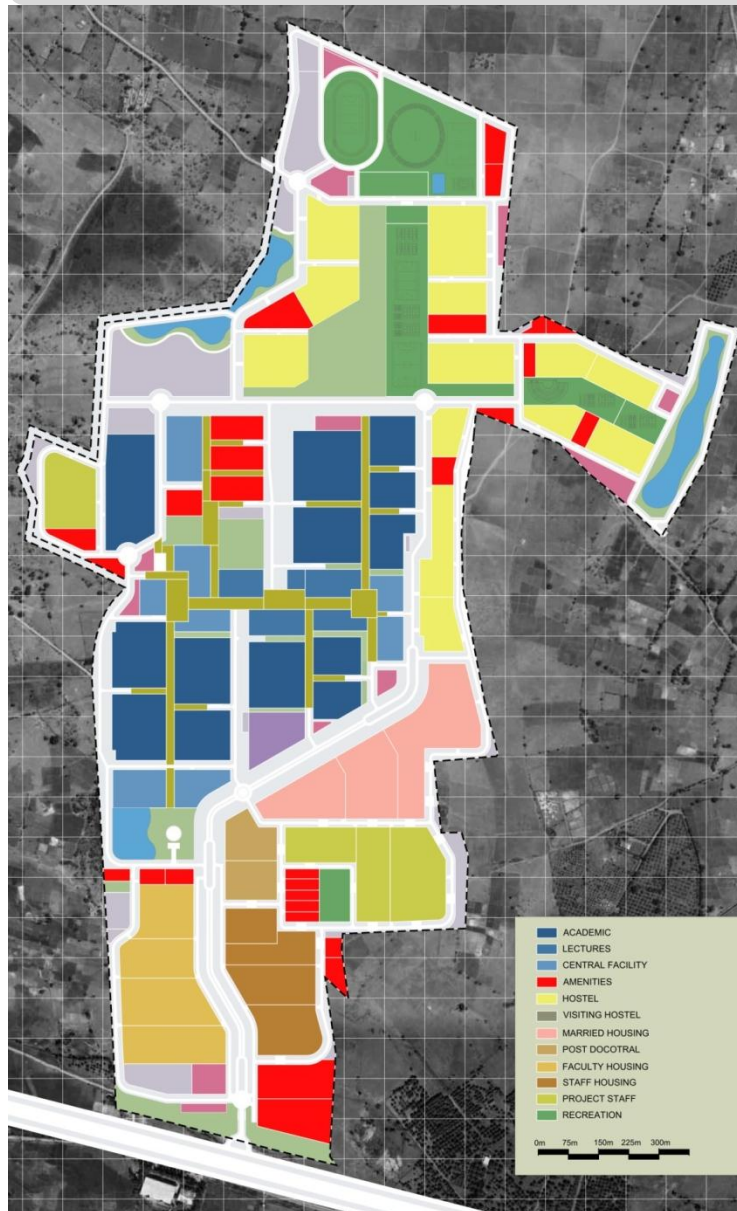 ACADEMIC
LECTURES
CENTRAL FACILITY
AMENITIES
HOSTEL
VISITING HOSTEL
MARRIED HOUSING
POST DOCOTRAL
FACULTY HOUSING
STAFF HOUSING
PROJECT STAFF
RECREATION
0m 75m 150m 225m 300m